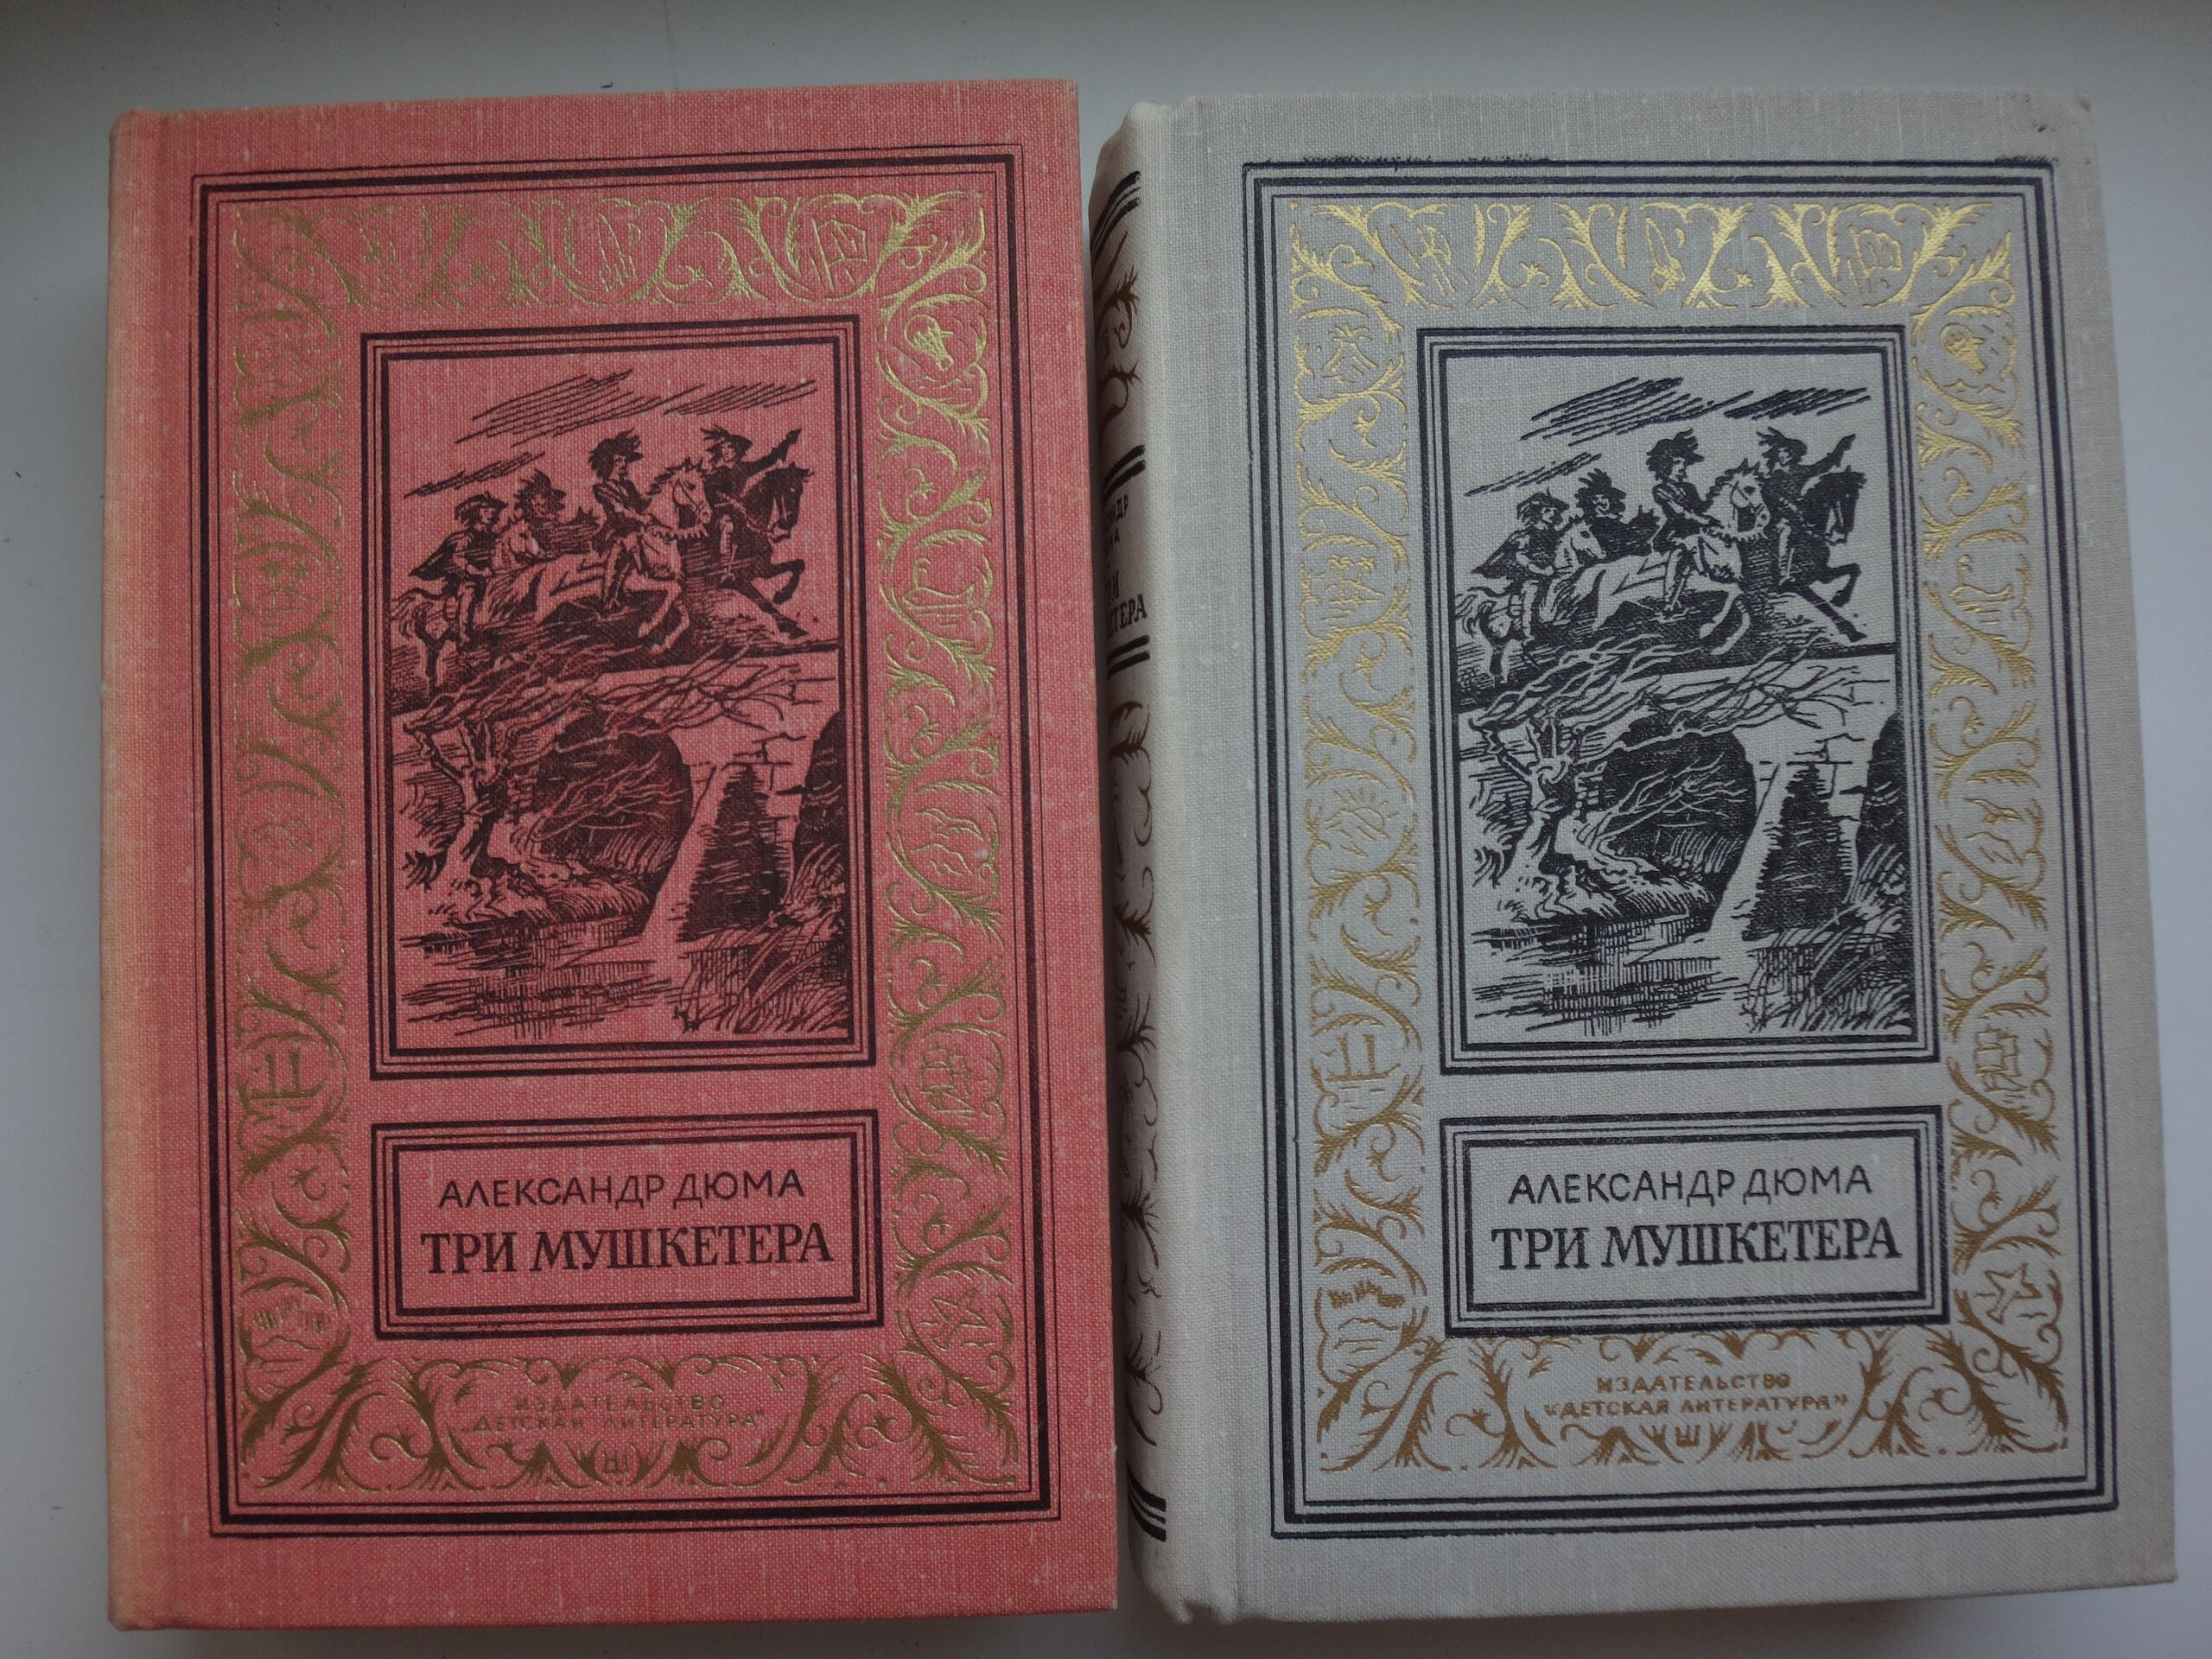 АЛЕКСАНДР ДЮМА
ТРИ МУШКЕТЕРА
ИЗДАТЕЛЬСТВО
„ДЕТСКАЯ ЛИТЕРАТУРА"
АЛЕКСАНДР ДЮМА
ТРИ МУШКЕТЕРА
ИЗДАТЕЛЬСТВО
«ДЕТСКАЯ ЛИТЕРАТУРА»